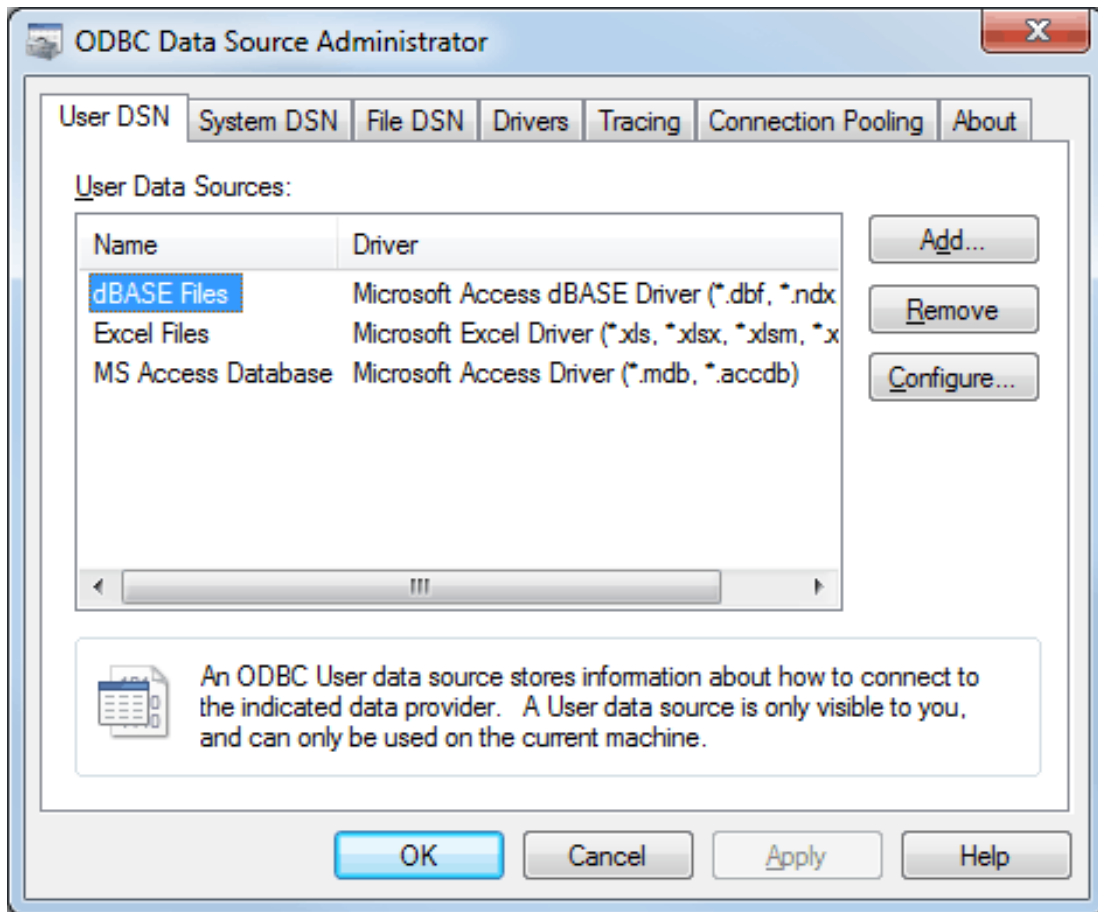 ODBC Data Source Administrator
User DSN System DSN File DSN Drivers Tracing Connection Pooling About
User Data Sources:
Name Driver
dBASE Files Microsoft Access dBASE Driver (*.dbf, *.ndx
Excel Files Microsoft Excel Driver (*.xls, *.xlsx, *.xlsm, *.x
MS Access Database Microsoft Access Driver (*.mdb, *.accdb)
Add...
Remove
Configure...
An ODBC User data source stores information about how to connect to
the indicated data provider. A User data source is only visible to you,
and can only be used on the current machine.
OK Cancel Apply Help